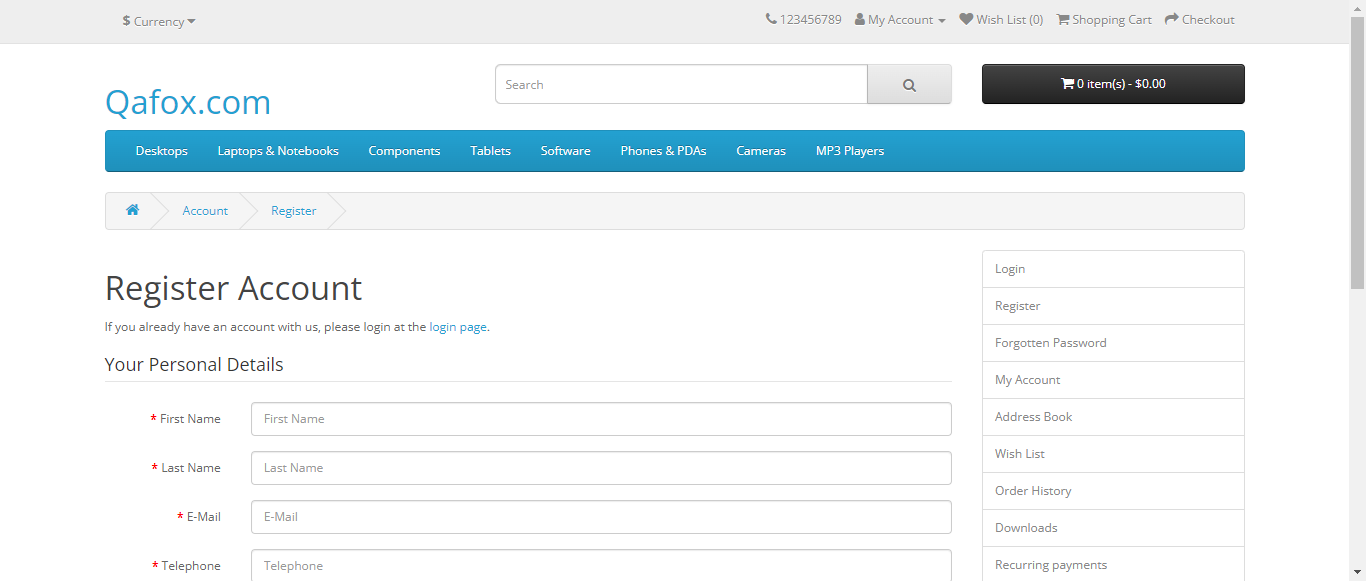 $ Currency
123456789 My Account Wish List (0) Shopping Cart Checkout
Qafox.com
Search
0 item(s) - $0.00
Desktops Laptops & Notebooks Components Tablets Software Phones & PDAs Cameras MP3 Players
Account Register
Register Account
If you already have an account with us, please login at the login page.
Your Personal Details
* First Name First Name
* Last Name Last Name
* E-Mail E-Mail
* Telephone Telephone
Login
Register
Forgotten Password
My Account
Address Book
Wish List
Order History
Downloads
Recurring payments